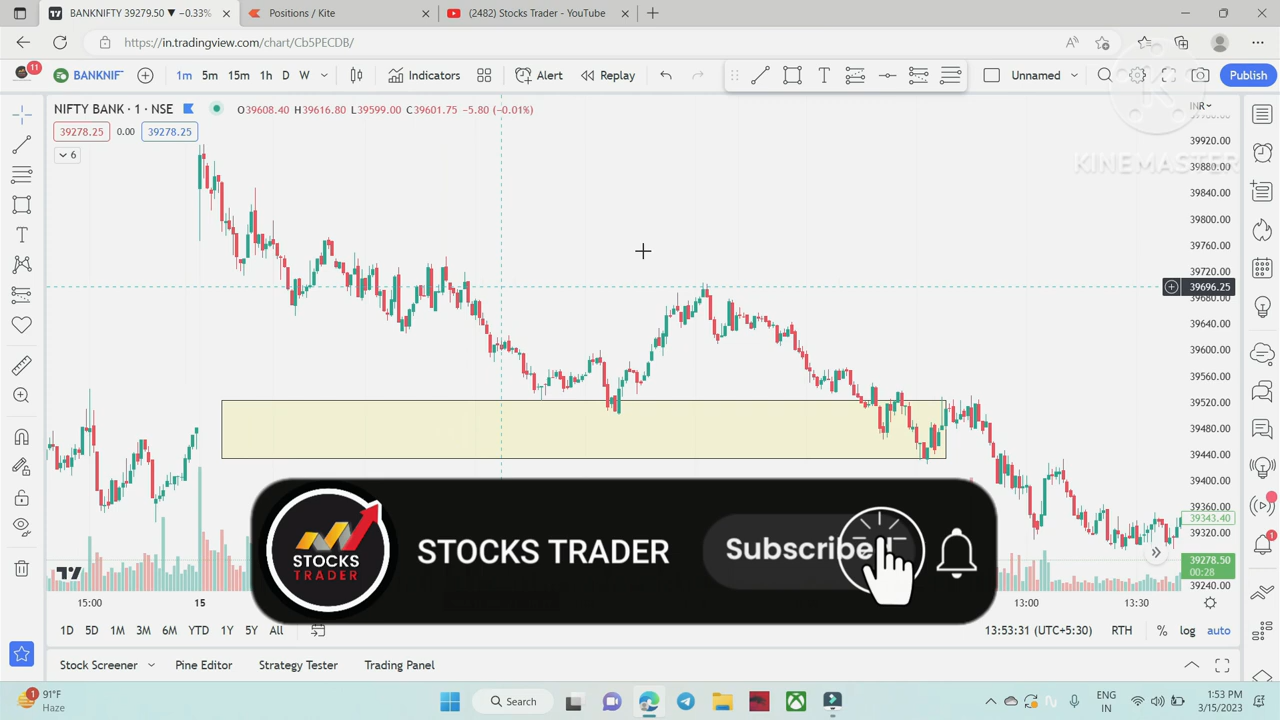 BANKNIFTY 39279.50 ▼ −0.33%
Positions / Kite
(2482) Stocks Trader - YouTube
https://in.tradingview.com/chart/Cb5PECDB/
11
BANKNIF
1m 5m 15m 1h D W
Indicators
Alert
Replay
Unnamed
Publish
NIFTY BANK · 1 · NSE
O39608.40 H39616.80 L39599.00 C39601.75 −5.80 (−0.01%)
INR
39278.25 0.00 39278.25
6
KINEMASTER
39920.00
39880.00
39840.00
39800.00
39760.00
39720.00
39696.25
39680.00
39640.00
39600.00
39560.00
39520.00
39480.00
39440.00
39400.00
39360.00
39343.40
39320.00
39278.50
00:28
39240.00
STOCKS
TRADER
STOCKS TRADER
Subscribe
15:00 15 13:00 13:30
1D 5D 1M 3M 6M YTD 1Y 5Y All
13:53:31 (UTC+5:30) RTH % log auto
Stock Screener
Pine Editor
Strategy Tester
Trading Panel
1
91°F
Haze
Search
ENG
IN
1:53 PM
3/15/2023